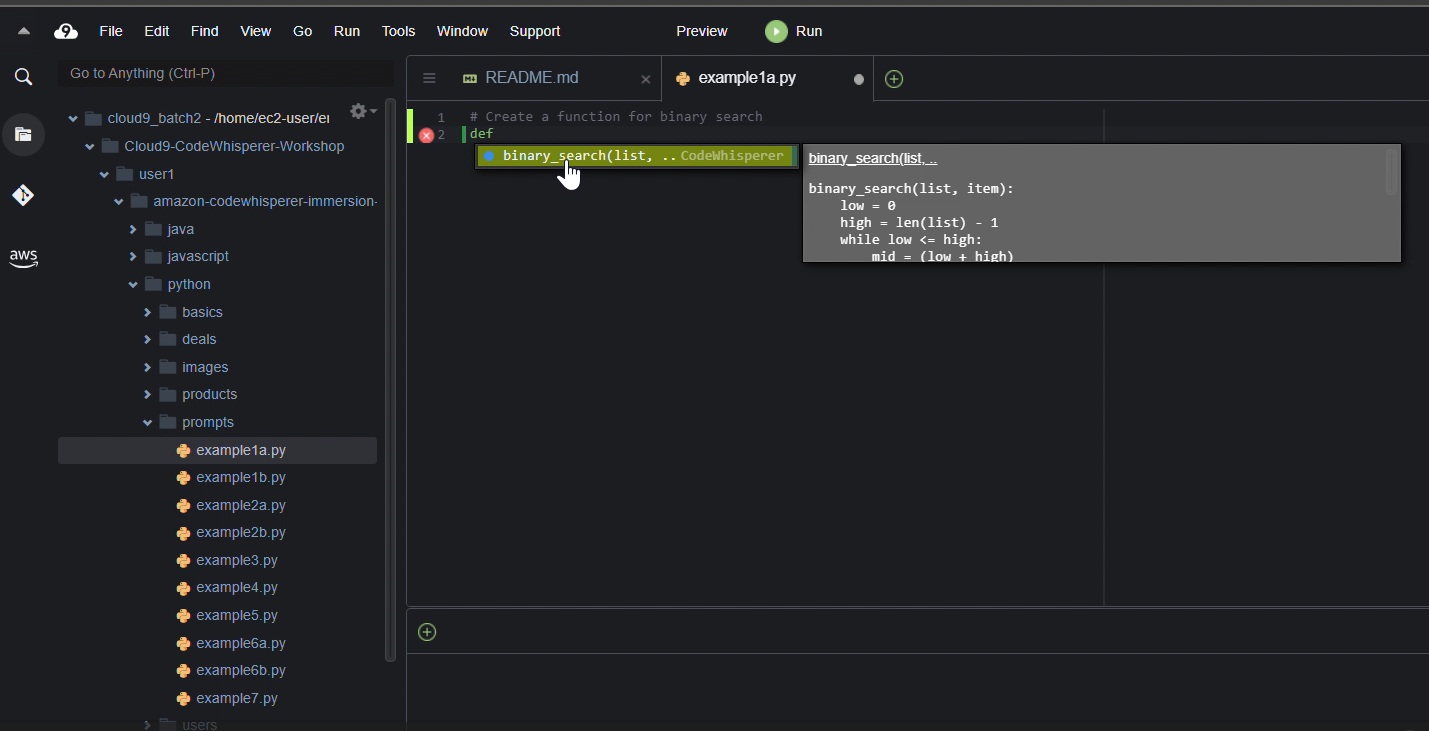 File Edit Find View Go Run Tools Window Support Preview Run
Go to Anything (Ctrl-P)
README.md
example1a.py
cloud9_batch2 - /home/ec2-user/er
Cloud9-CodeWhisperer-Workshop
user1
amazon-codewhisperer-immersion-
java
javascript
python
basics
deals
images
products
prompts
example1a.py
example1b.py
example2a.py
example2b.py
example3.py
example4.py
example5.py
example6a.py
example6b.py
example7.py
users
aws
1 # Create a function for binary search
2 def
binary_search(list, .. CodeWhisperer
binary_search(list, ..
binary_search(list, item):
low = 0
high = len(list) - 1
while low <= high:
mid = (low + high)